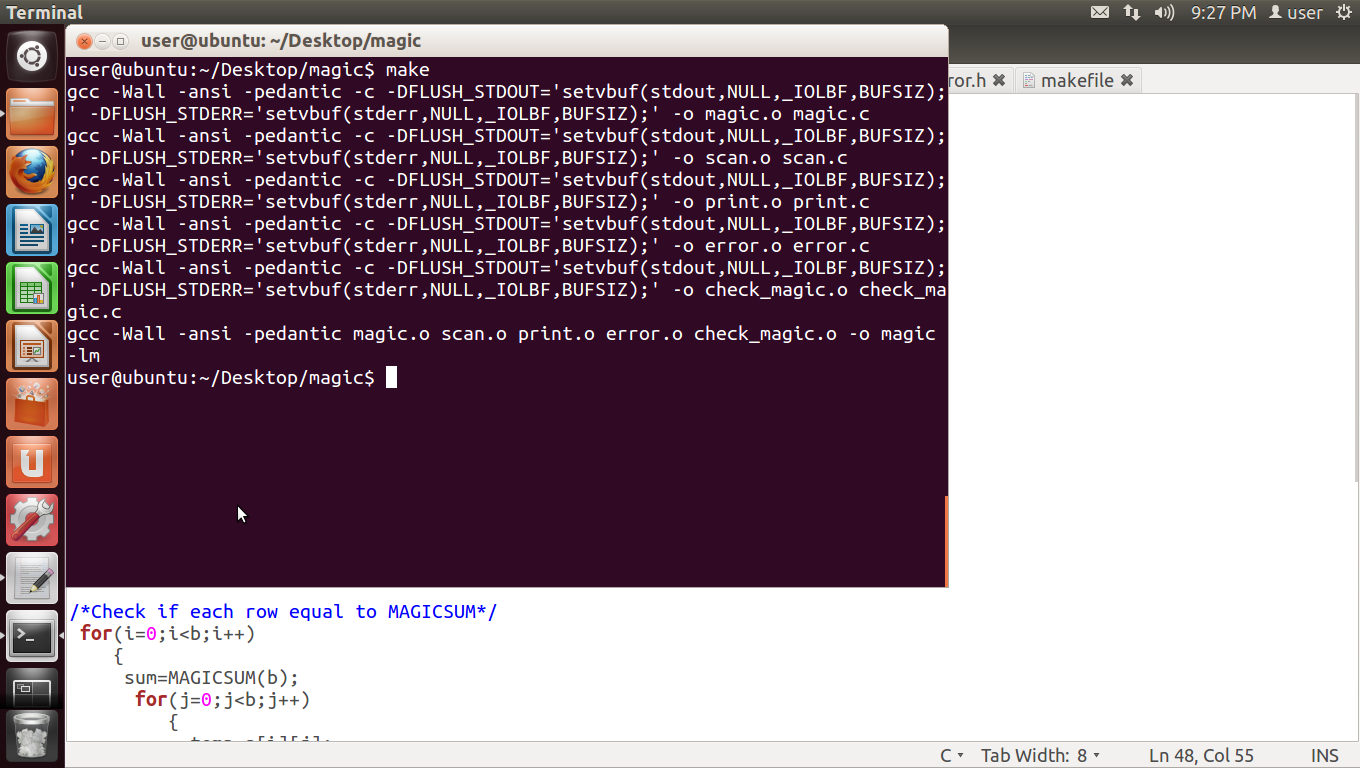 Terminal
9:27 PM user
user@ubuntu: ~/Desktop/magic
user@ubuntu:~/Desktop/magic$ make
gcc -Wall -ansi -pedantic -c -DFLUSH_STDOUT='setvbuf(stdout,NULL,_IOLBF,BUFSIZ);
' -DFLUSH_STDERR='setvbuf(stderr,NULL,_IOLBF,BUFSIZ);' -o magic.o magic.c
gcc -Wall -ansi -pedantic -c -DFLUSH_STDOUT='setvbuf(stdout,NULL,_IOLBF,BUFSIZ);
' -DFLUSH_STDERR='setvbuf(stderr,NULL,_IOLBF,BUFSIZ);' -o scan.o scan.c
gcc -Wall -ansi -pedantic -c -DFLUSH_STDOUT='setvbuf(stdout,NULL,_IOLBF,BUFSIZ);
' -DFLUSH_STDERR='setvbuf(stderr,NULL,_IOLBF,BUFSIZ);' -o print.o print.c
gcc -Wall -ansi -pedantic -c -DFLUSH_STDOUT='setvbuf(stdout,NULL,_IOLBF,BUFSIZ);
' -DFLUSH_STDERR='setvbuf(stderr,NULL,_IOLBF,BUFSIZ);' -o error.o error.c
gcc -Wall -ansi -pedantic -c -DFLUSH_STDOUT='setvbuf(stdout,NULL,_IOLBF,BUFSIZ);
' -DFLUSH_STDERR='setvbuf(stderr,NULL,_IOLBF,BUFSIZ);' -o check_magic.o check_ma
gic.c
gcc -Wall -ansi -pedantic magic.o scan.o print.o error.o check_magic.o -o magic
-lm
user@ubuntu:~/Desktop/magic$
ror.h makefile
/*Check if each row equal to MAGICSUM*/
for(i=0;i<b;i++)
{
sum=MAGICSUM(b);
for(j=0;j<b;j++)
{
C Tab Width: 8 Ln 48, Col 55 INS